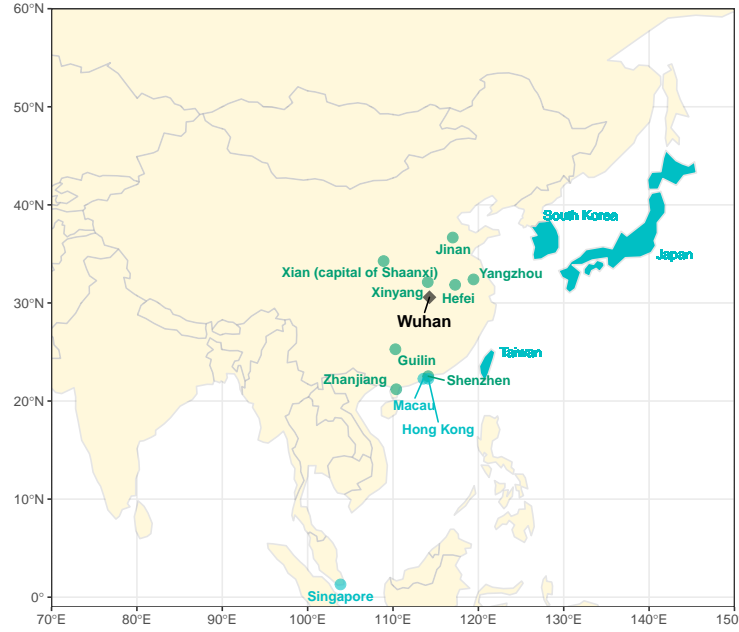 60°N
50°N
40°N
South Korea
Jinan
Japan
Xian (capital of Shaanxi)
Yangzhou
Xinyang
Hefei
30°N
Wuhan
Taiwan
Guilin
Zhanjiang
Shenzhen
20°N
Macau
Hong Kong
10°N
0°
Singapore
70°E 80°E 90°E 100°E 110°E 120°E 130°E 140°E 150